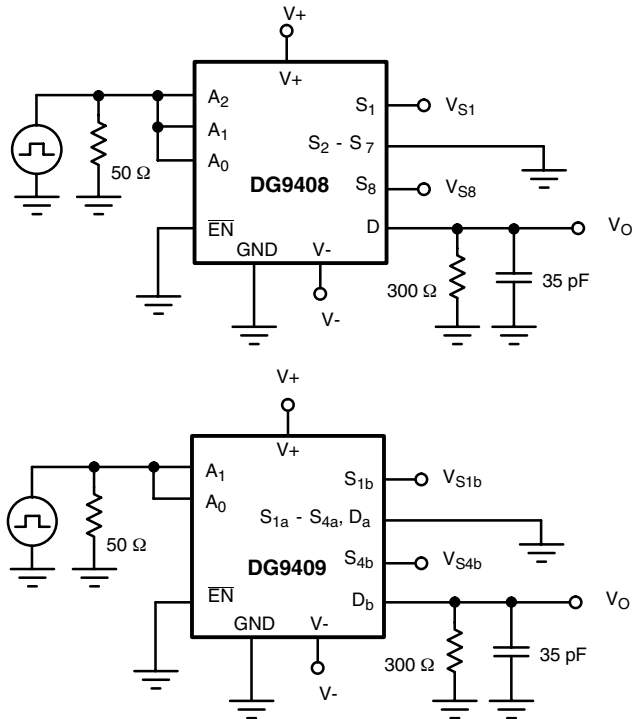 V+
V+
A2
S1
VS1
A1
S2 - S7
A0
50 Ω
DG9408
S8
VS8
EN
D
VO
GND
V-
300 Ω
35 pF
V-
V+
V+
A1
S1b
VS1b
A0
S1a - S4a, Da
50 Ω
DG9409
S4b
VS4b
EN
Db
VO
GND
V-
300 Ω
35 pF
V-